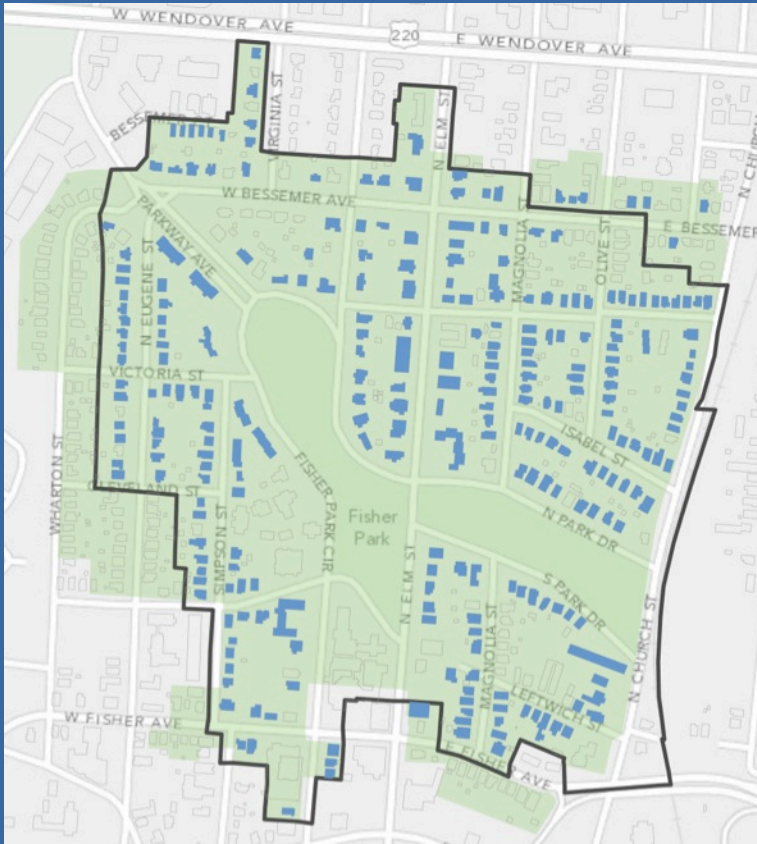 W WENDOVER AVE
220
E WENDOVER AVE
VIRGINIA ST
N ELM ST
N CHURCH
W BESSEMER AVE
PARKWAY AVE
MAGNOLIA ST
OLIVE ST
E BESSEMER
N EUGENE ST
VICTORIA ST
ISABEL ST
WHARTON ST
CLEVELAND ST
FISHER PARK CIR
SIMPSON ST
Fisher
Park
N PARK DR
N ELM ST
S PARK DR
MAGNOLIA ST
N CHURCH ST
LEFTWICH ST
W FISHER AVE
E FISHER AVE